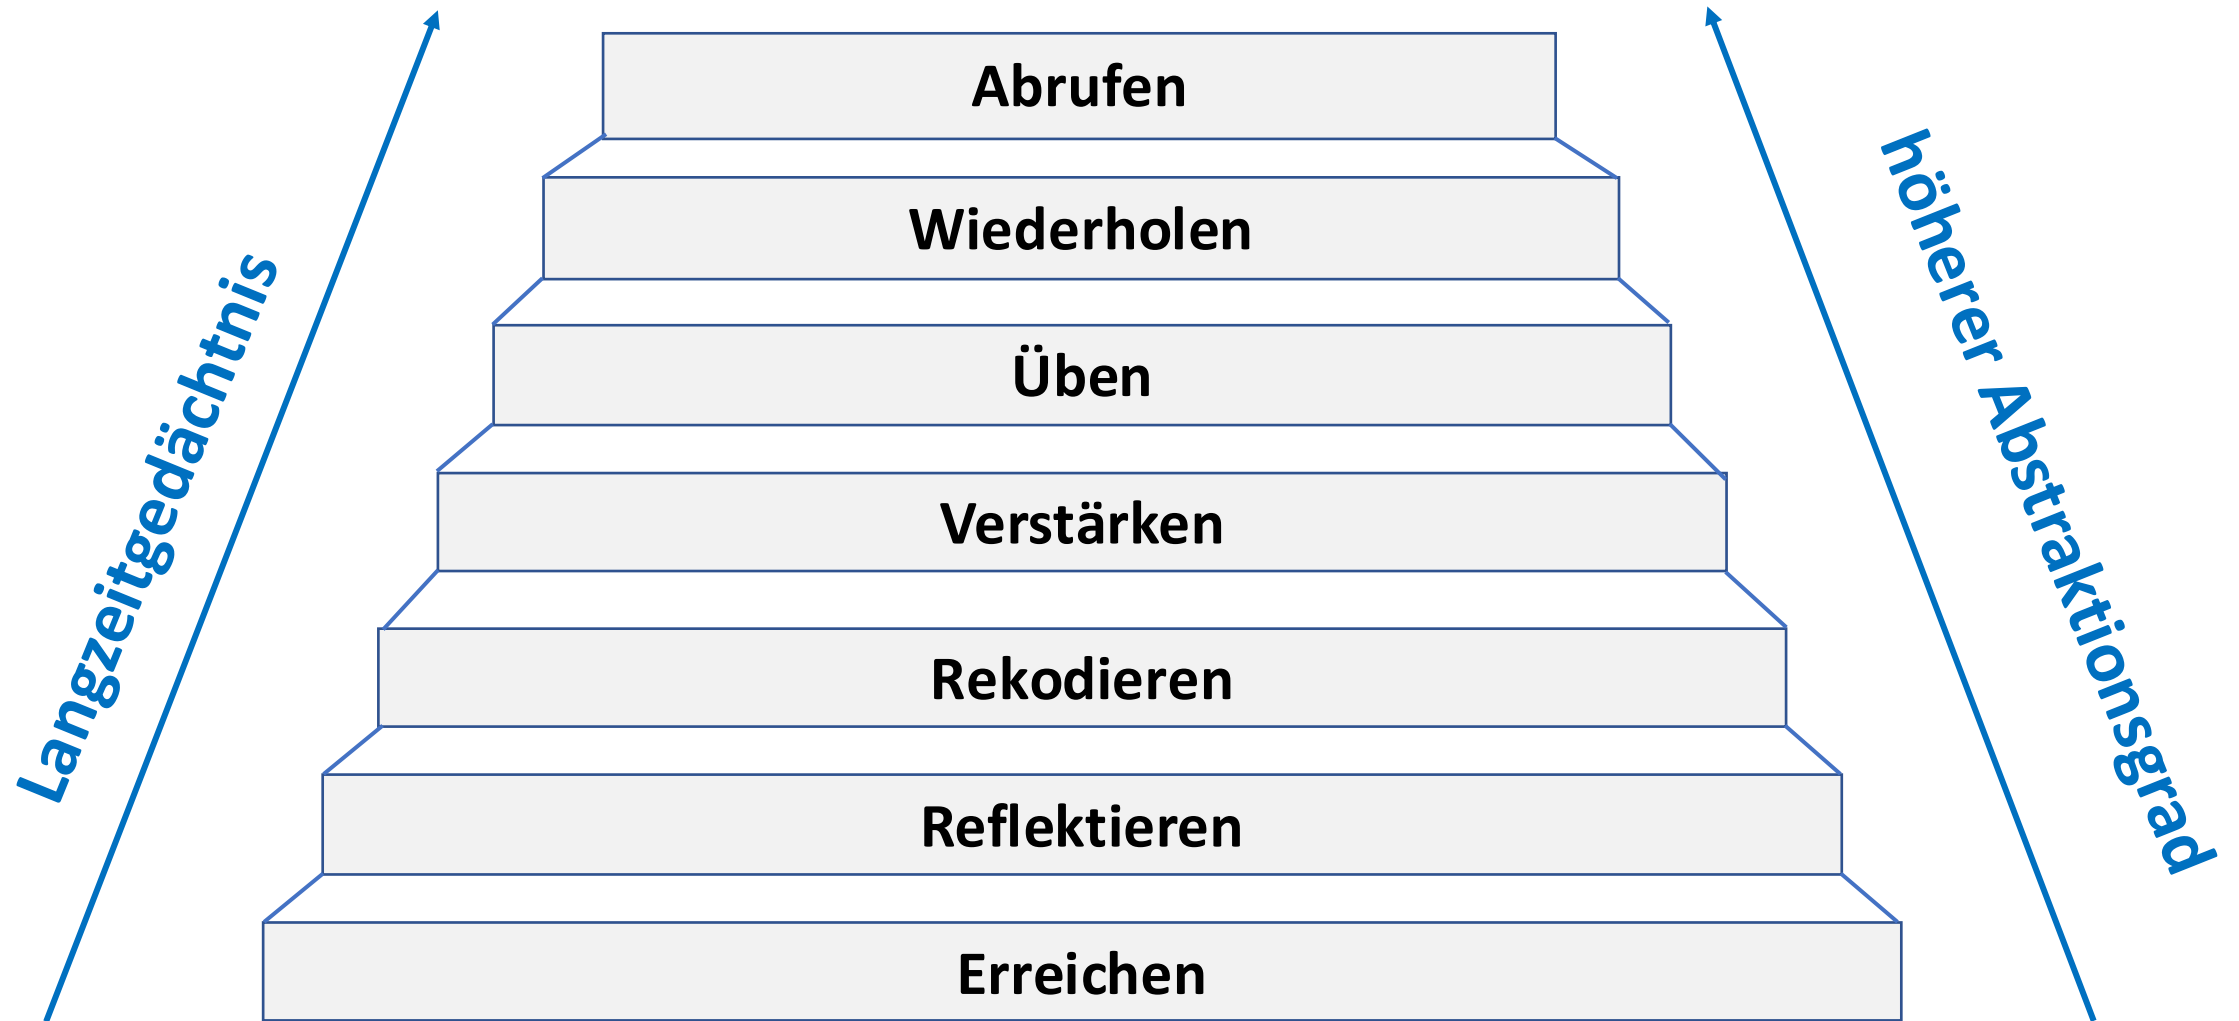 Abrufen
Wiederholen
Üben
Verstärken
Rekodieren
Reflektieren
Erreichen
Langzeitgedächtnis
höherer Abstraktionsgrad